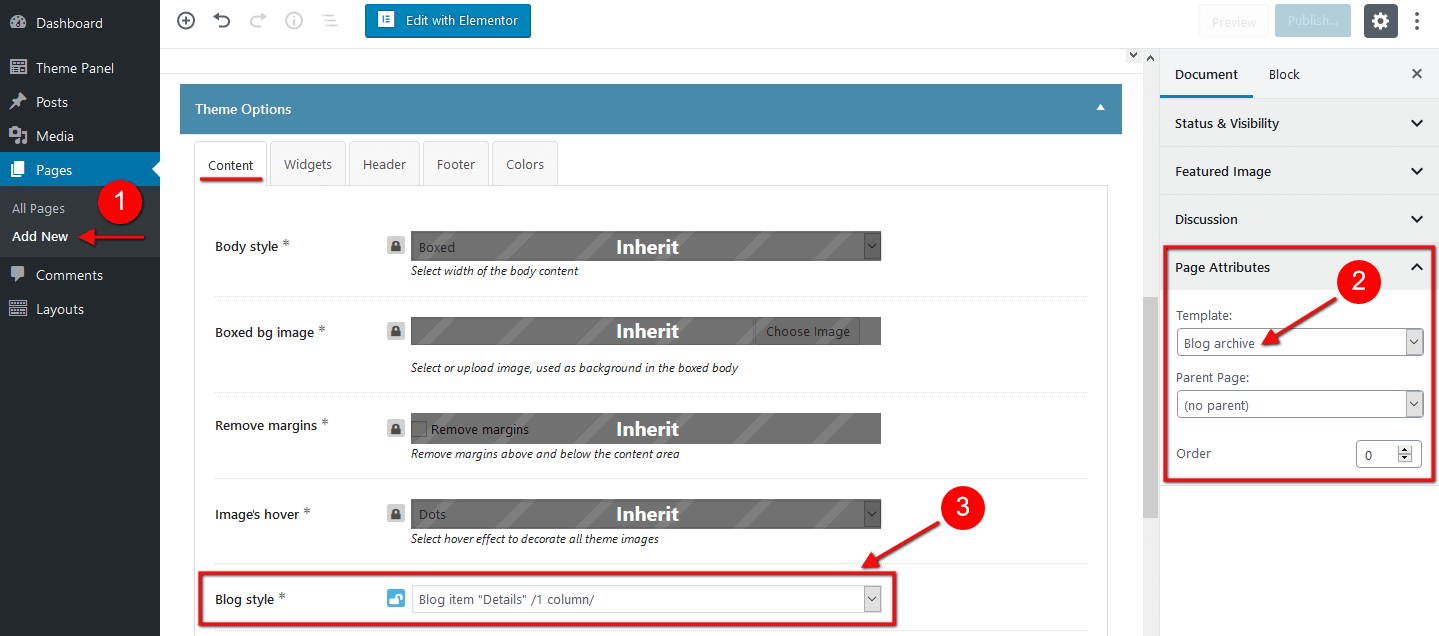 Dashboard
Theme Panel
Posts
Media
Pages
All Pages
Add New
Comments
Layouts
1
Edit with Elementor
Preview
Publish...
Theme Options
Content Widgets Header Footer Colors
Body style * Boxed Inherit
Select width of the body content
Boxed bg image * Inherit Choose Image
Select or upload image, used as background in the boxed body
Remove margins * Remove margins Inherit
Remove margins above and below the content area
Image's hover * Dots Inherit
Select hover effect to decorate all theme images
3
Blog style * Blog item "Details" /1 column/
Document Block
Status & Visibility
Featured Image
Discussion
Page Attributes
2
Template:
Blog archive
Parent Page:
(no parent)
Order 0